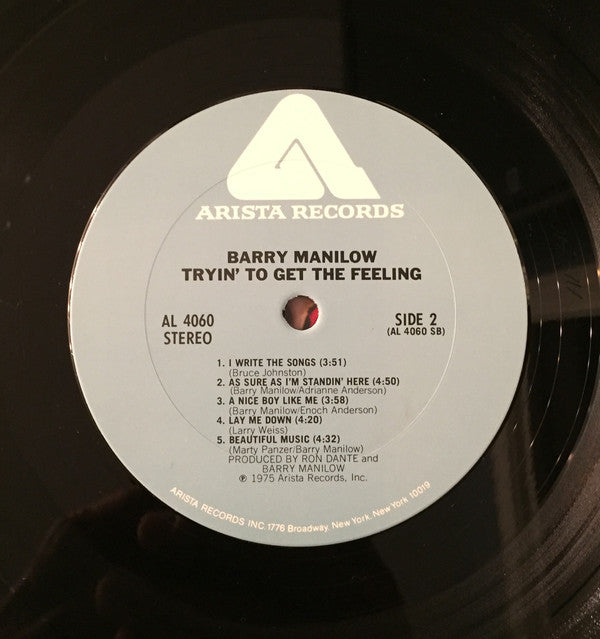 ARISTA RECORDS
BARRY MANILOW
TRYIN' TO GET THE FEELING
AL 4060
STEREO
SIDE 2
(AL 4060 SB)
1. I WRITE THE SONGS (3:51)
(Bruce Johnston)
2. AS SURE AS I'M STANDIN' HERE (4:50)
(Barry Manilow/Adrianne Anderson)
3. A NICE BOY LIKE ME (3:58)
(Barry Manilow/Enoch Anderson)
4. LAY ME DOWN (4:20)
(Larry Weiss)
5. BEAUTIFUL MUSIC (4:32)
(Marty Panzer/Barry Manilow)
PRODUCED BY RON DANTE and
BARRY MANILOW
℗ 1975 Arista Records, Inc.
ARISTA RECORDS INC. 1776 Broadway, New York, New York 10019